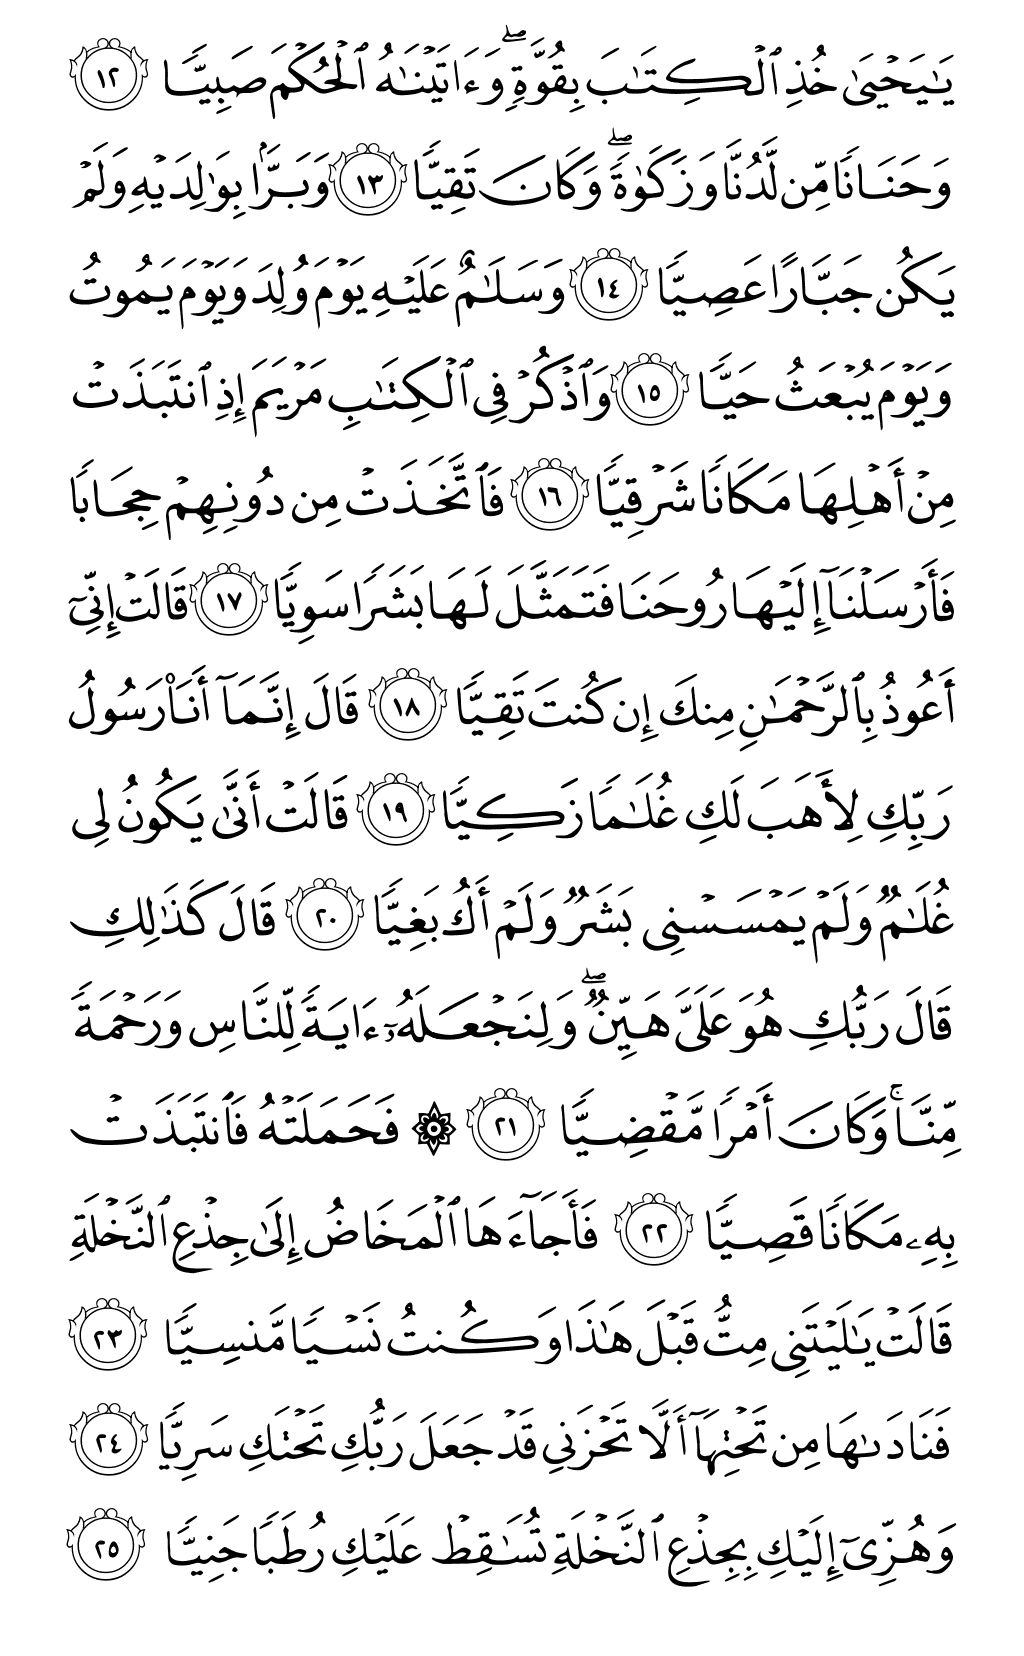 يَـٰيَحْيَىٰ خُذِ ٱلْكِتَـٰبَ بِقُوَّةٍۖ وَءَاتَيْنَـٰهُ ٱلْحُكْمَ صَبِيًّا ١٢
وَحَنَانًا مِّن لَّدُنَّا وَزَكَوٰةًۖ وَكَانَ تَقِيًّا ١٣ وَبَرًّۢا بِوَٰلِدَيْهِ وَلَمْ
يَكُن جَبَّارًا عَصِيًّا ١٤ وَسَلَـٰمٌ عَلَيْهِ يَوْمَ وُلِدَ وَيَوْمَ يَمُوتُ
وَيَوْمَ يُبْعَثُ حَيًّا ١٥ وَٱذْكُرْ فِى ٱلْكِتَـٰبِ مَرْيَمَ إِذِ ٱنتَبَذَتْ
مِنْ أَهْلِهَا مَكَانًا شَرْقِيًّا ١٦ فَٱتَّخَذَتْ مِن دُونِهِمْ حِجَابًا
فَأَرْسَلْنَآ إِلَيْهَا رُوحَنَا فَتَمَثَّلَ لَهَا بَشَرًا سَوِيًّا ١٧ قَالَتْ إِنِّىٓ
أَعُوذُ بِٱلرَّحْمَـٰنِ مِنكَ إِن كُنتَ تَقِيًّا ١٨ قَالَ إِنَّمَآ أَنَا۠ رَسُولُ
رَبِّكِ لِأَهَبَ لَكِ غُلَـٰمًا زَكِيًّا ١٩ قَالَتْ أَنَّىٰ يَكُونُ لِى
غُلَـٰمٌ وَلَمْ يَمْسَسْنِى بَشَرٌ وَلَمْ أَكُ بَغِيًّا ٢٠ قَالَ كَذَٰلِكِ
قَالَ رَبُّكِ هُوَ عَلَىَّ هَيِّنٌۖ وَلِنَجْعَلَهُۥٓ ءَايَةً لِّلنَّاسِ وَرَحْمَةً
مِّنَّاۚ وَكَانَ أَمْرًا مَّقْضِيًّا ٢١ ۞ فَحَمَلَتْهُ فَٱنتَبَذَتْ
بِهِۦ مَكَانًا قَصِيًّا ٢٢ فَأَجَآءَهَا ٱلْمَخَاضُ إِلَىٰ جِذْعِ ٱلنَّخْلَةِ
قَالَتْ يَـٰلَيْتَنِى مِتُّ قَبْلَ هَـٰذَا وَكُنتُ نَسْيًا مَّنسِيًّا ٢٣
فَنَادَىٰهَا مِن تَحْتِهَآ أَلَّا تَحْزَنِى قَدْ جَعَلَ رَبُّكِ تَحْتَكِ سَرِيًّا ٢٤
وَهُزِّىٓ إِلَيْكِ بِجِذْعِ ٱلنَّخْلَةِ تُسَـٰقِطْ عَلَيْكِ رُطَبًا جَنِيًّا ٢٥